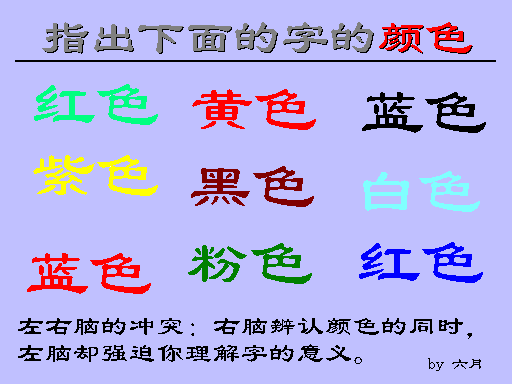 指出下面的字的颜色
红色 黄色 蓝色
紫色 黑色 白色
蓝色 粉色 红色
左右脑的冲突：右脑辨认颜色的同时，
左脑却强迫你理解字的意义。
by 六月